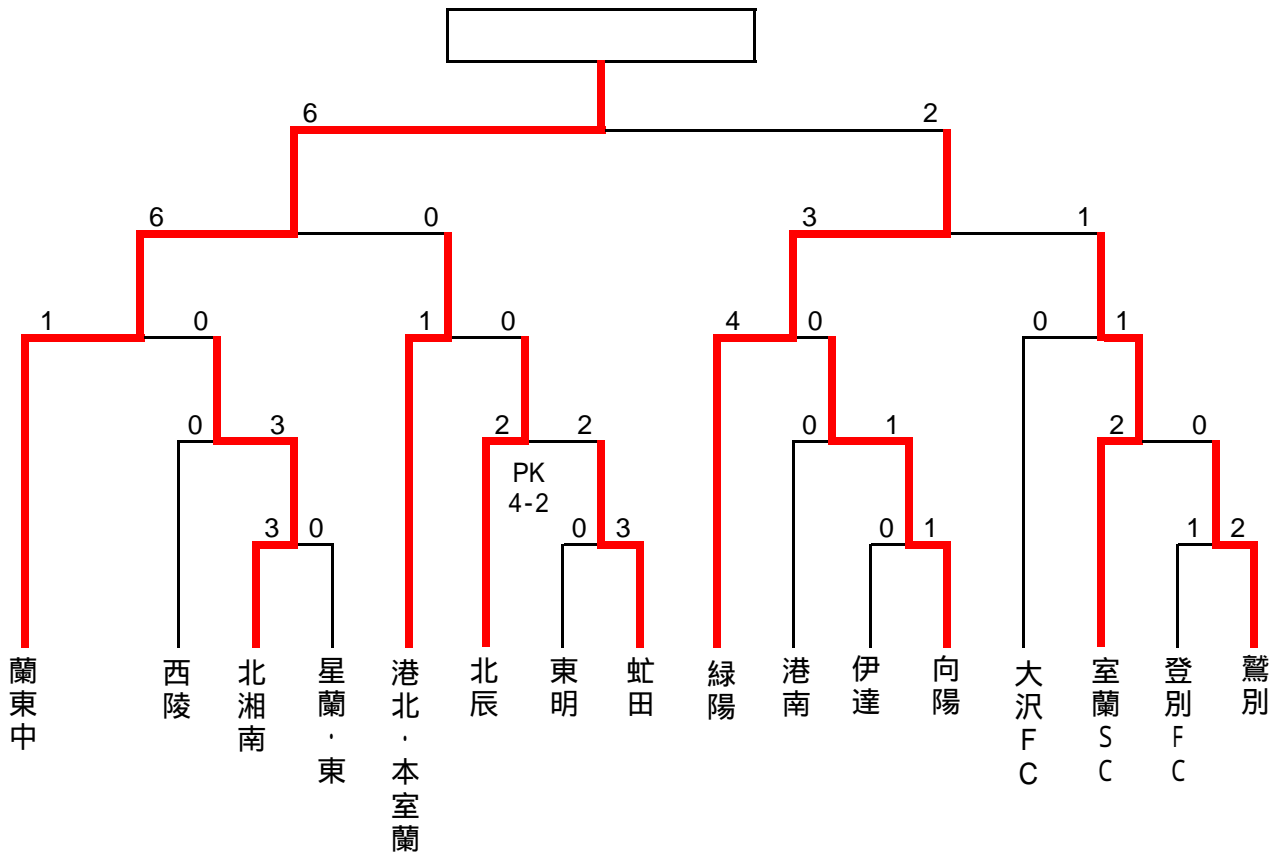 6 2
6 0 3 1
1 0 1 0 4 0 0 1
0 3 2 2 0 1 2 0
PK
4-2
3 0 0 3 0 1 1 2
蘭東中
西陵
北湘南
星蘭・東
港北・本室蘭
北辰
東明
虻田
緑陽
港南
伊達
向陽
大沢FC
室蘭SC
登別FC
鷲別